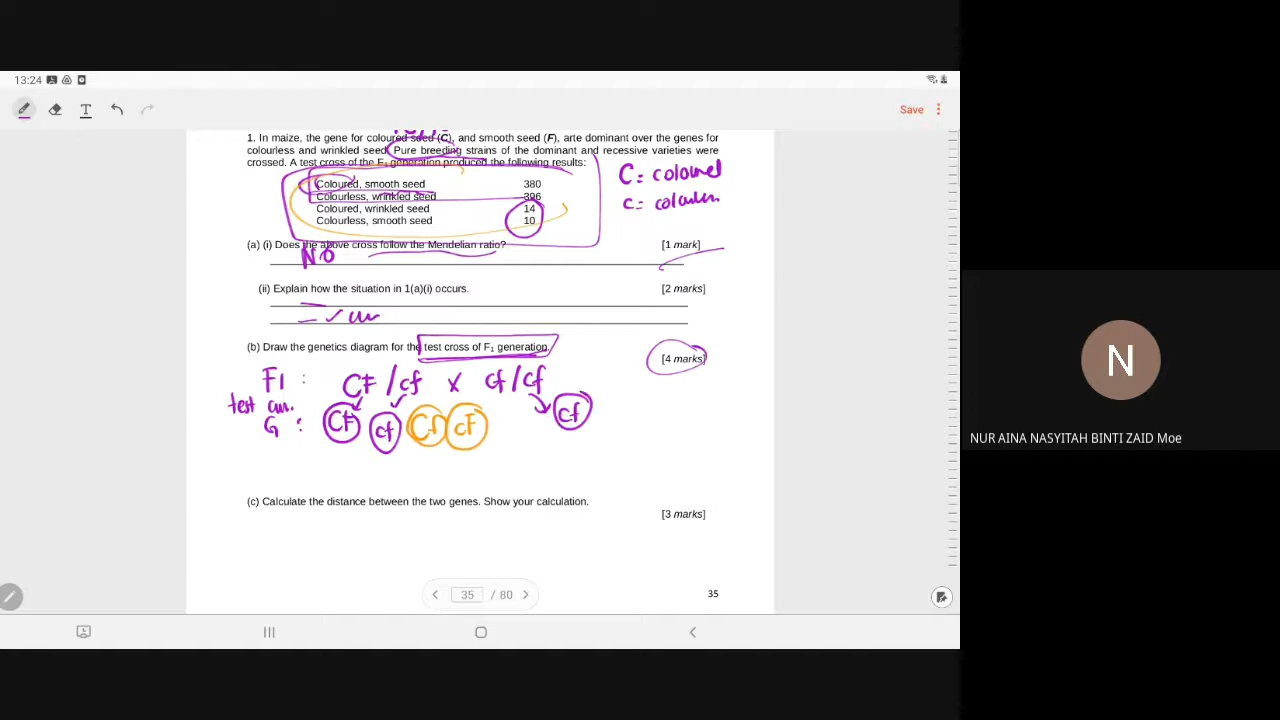 13:24
T
Save
1. In maize, the gene for coloured seed (C), and smooth seed (F), arte dominant over the genes for
colourless and wrinkled seed. Pure breeding strains of the dominant and recessive varieties were
crossed. A test cross of the F1 generation produced the following results:
Coloured, smooth seed 380
Colourless, wrinkled seed 396
Coloured, wrinkled seed 14
Colourless, smooth seed 10
C = coloured
c =
(a) (i) Does the above cross follow the Mendelian ratio? [1 mark]
NO
(ii) Explain how the situation in 1(a)(i) occurs. [2 marks]
(b) Draw the genetics diagram for the test cross of F1 generation.
[4 marks]
F1 : CF / cf x cf / cf
test
G : CF cf Cf cF cf
(c) Calculate the distance between the two genes. Show your calculation.
[3 marks]
35 / 80
35
N
NUR AINA NASYITAH BINTI ZAID Moe